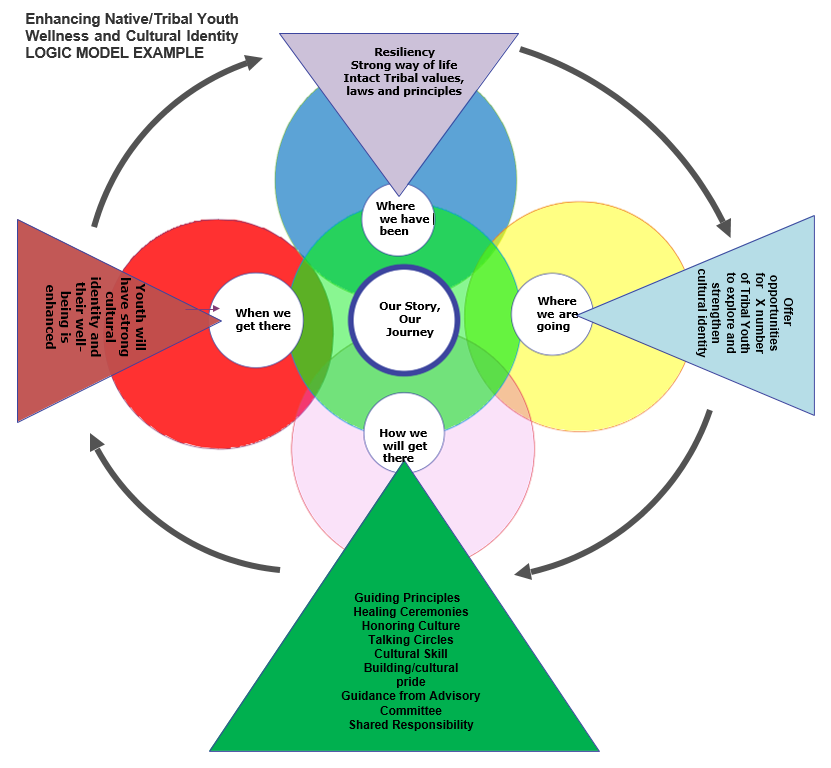 Enhancing Native/Tribal Youth
Wellness and Cultural Identity
LOGIC MODEL EXAMPLE
Resiliency
Strong way of life
Intact Tribal values,
laws and principles
Where
we have
been
Offer
opportunities
for X number
of Tribal Youth
to explore and
strengthen
cultural identity
Where
we are
going
Our Story,
Our
Journey
When we
get there
Youth will
have strong
cultural
identity and
their well-
being is
enhanced
How we
will get
there
Guiding Principles
Healing Ceremonies
Honoring Culture
Talking Circles
Cultural Skill
Building/cultural
pride
Guidance from Advisory
Committee
Shared Responsibility